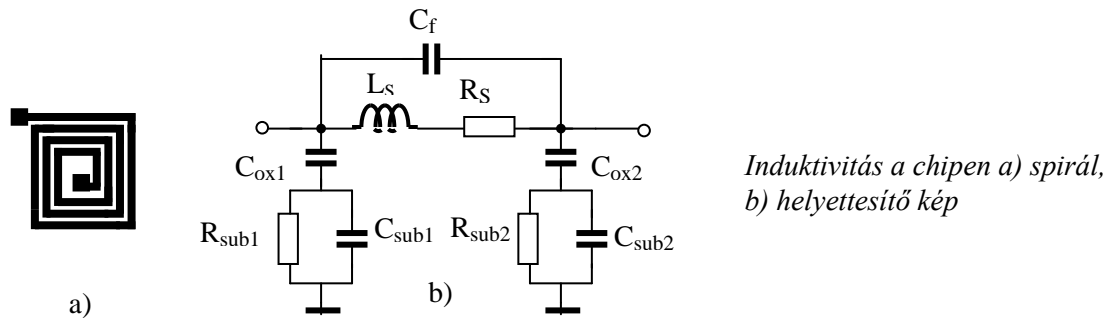 C_f
L_S
R_S
C_ox1
C_ox2
R_sub1
C_sub1
R_sub2
C_sub2
a)
b)
Induktivitás a chipen a) spirál,
b) helyettesítő kép